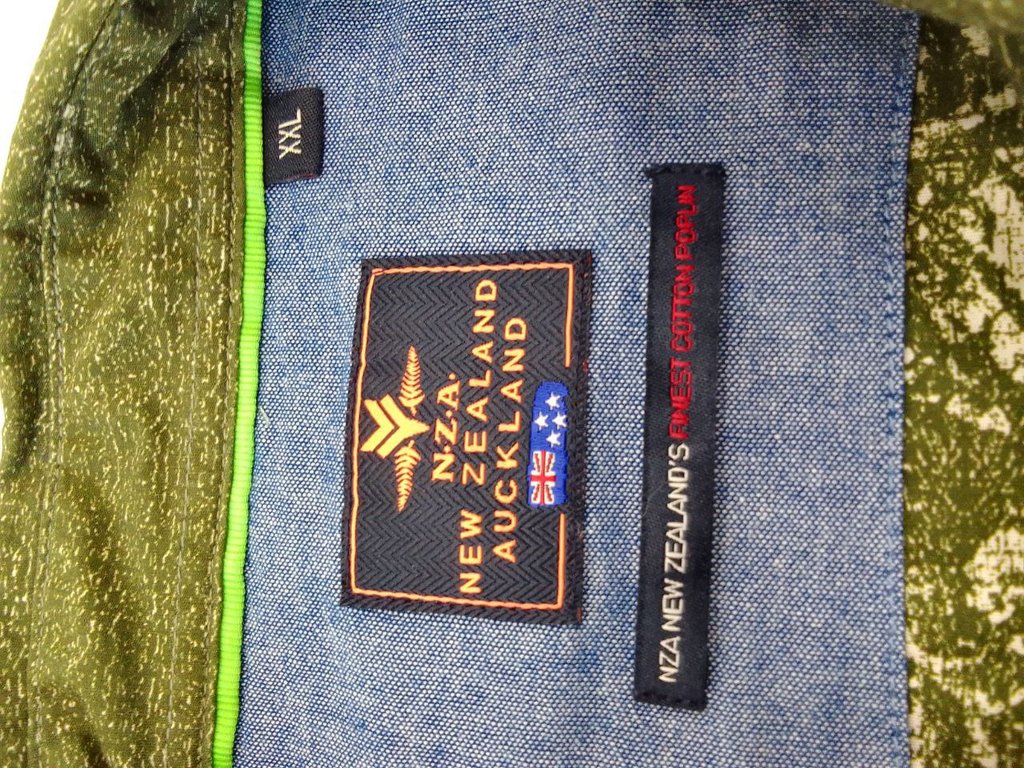 XXL
N.Z.A.
NEW ZEALAND
AUCKLAND
NZA NEW ZEALAND'S FINEST COTTON POPLIN